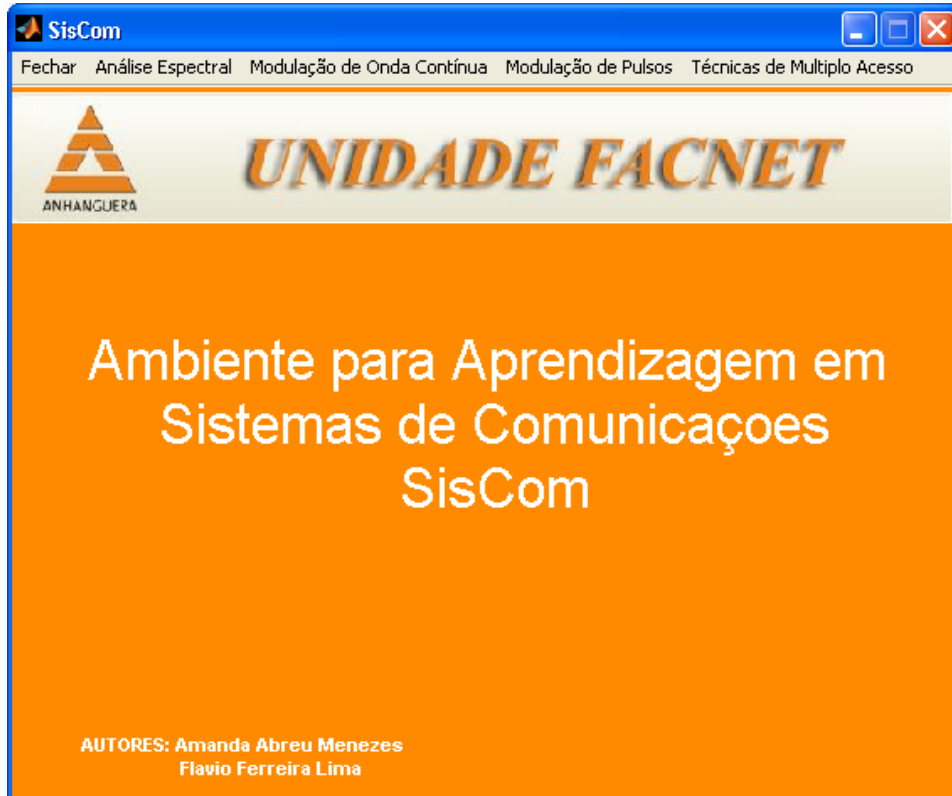 SisCom
Fechar Análise Espectral Modulação de Onda Contínua Modulação de Pulsos Técnicas de Multiplo Acesso
UNIDADE FACNET
ANHANGUERA
Ambiente para Aprendizagem em
Sistemas de Comunicaçoes
SisCom
AUTORES: Amanda Abreu Menezes
Flavio Ferreira Lima